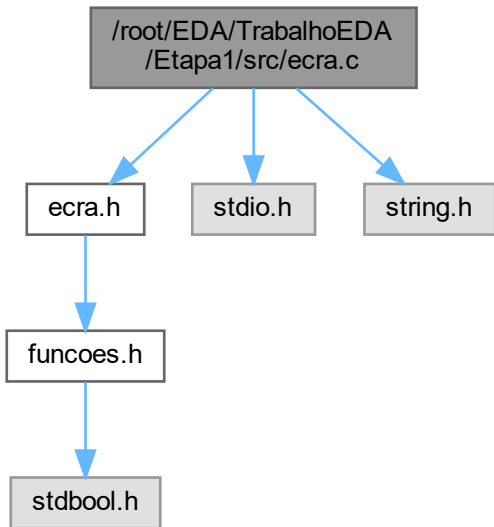 /root/EDA/TrabalhoEDA
/Etapa1/src/ecra.c
ecra.h
stdio.h
string.h
funcoes.h
stdbool.h